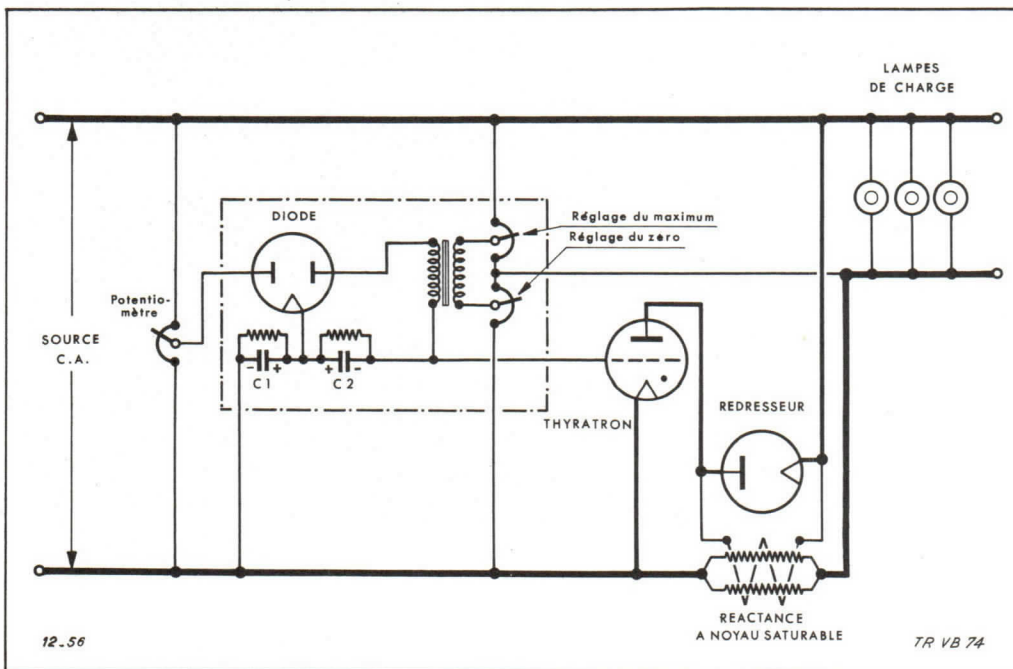 LAMPES
DE CHARGE
DIODE
Réglage du maximum
Réglage du zéro
Potentio-
mètre
SOURCE
C.A.
- +
C1
+ -
C2
THYRATRON
REDRESSEUR
REACTANCE
A NOYAU SATURABLE
12-56
TR VB 74